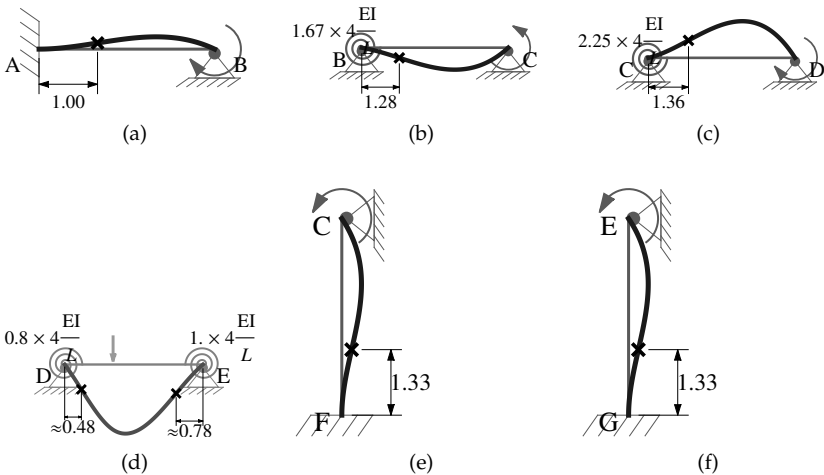 A B
1.00
(a)
1.67 × 4 EI/L
B C
1.28
(b)
2.25 × 4 EI/L
C D
1.36
(c)
0.8 × 4 EI/L 1. × 4 EI/L
D E
≈0.48 ≈0.78
(d)
C
1.33
F
(e)
E
1.33
G
(f)